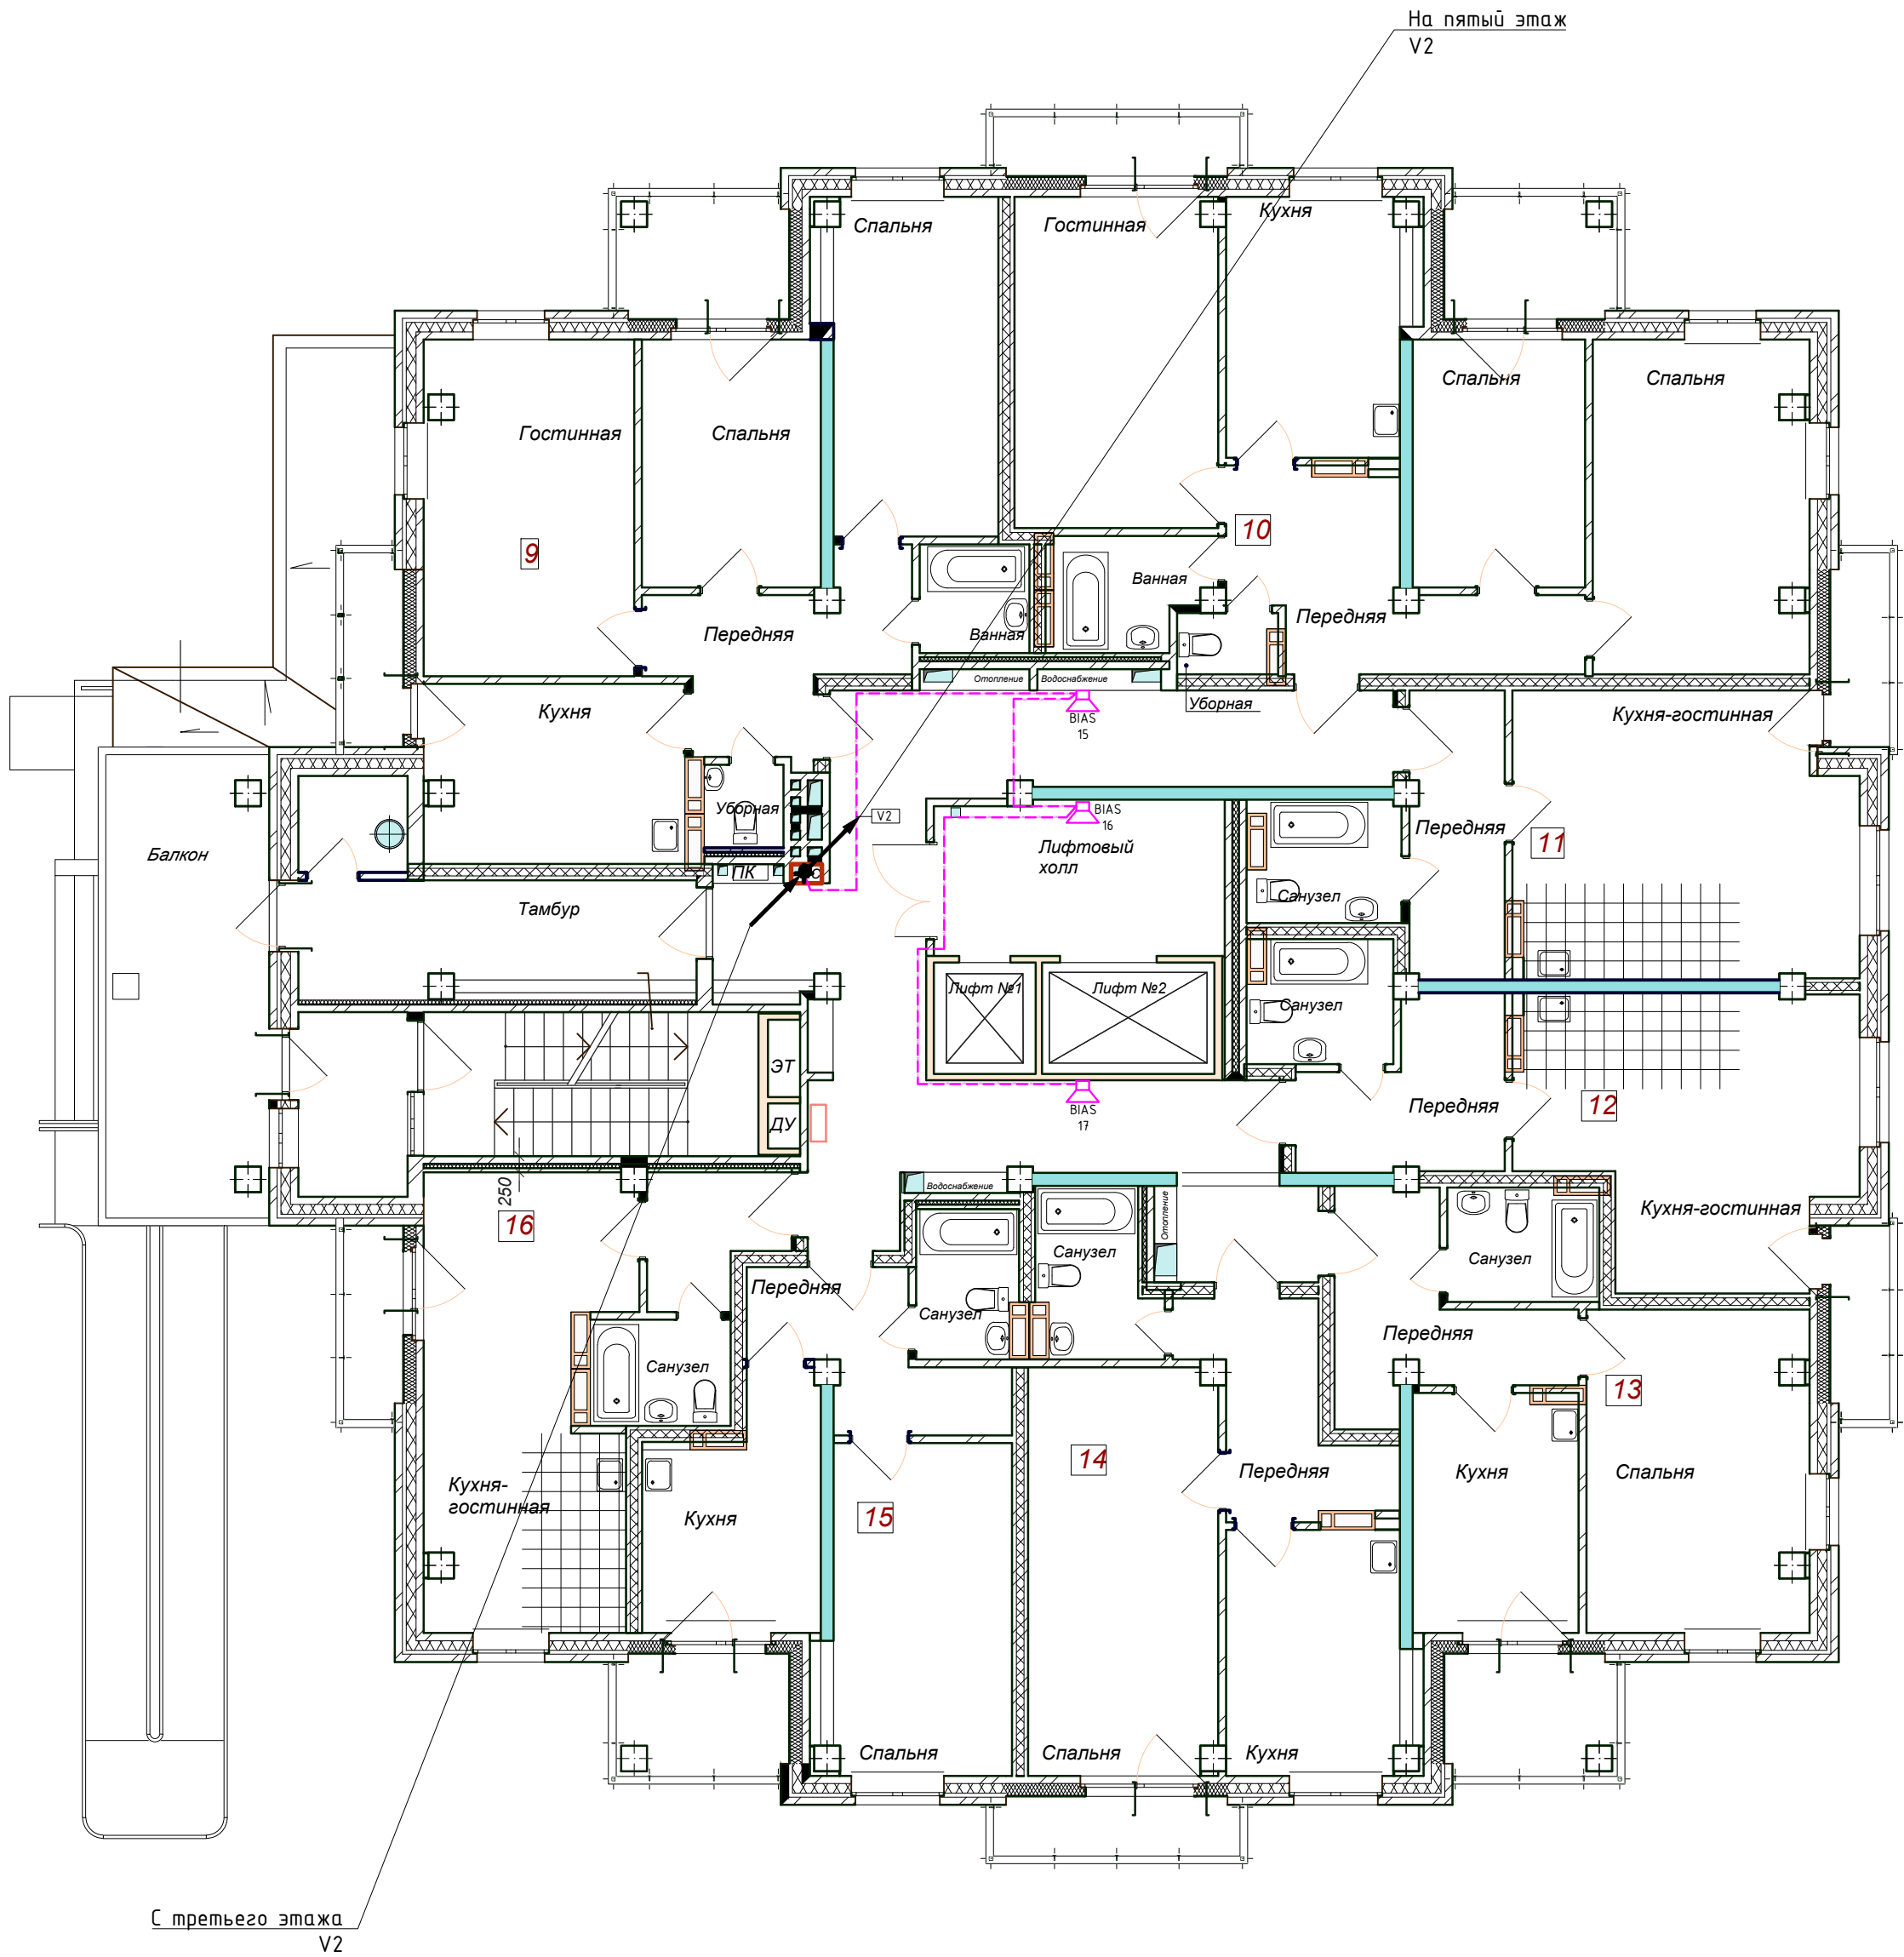 На пятый этаж
V2
Спальня
Гостинная
Кухня
Спальня
Спальня
Гостинная
Спальня
9
10
Ванная
Ванная
Передняя
Передняя
Отопление
Водоснабжение
Уборная
Кухня
BIAS
15
Кухня-гостинная
Уборная
V2
BIAS
16
Передняя
11
Балкон
Лифтовый
холл
ПК
Санузел
Тамбур
Лифт №1
Лифт №2
Санузел
ЭТ
ДУ
BIAS
17
Передняя
12
250
16
Водоснабжение
Отопление
Кухня-гостинная
Санузел
Санузел
Передняя
Санузел
Передняя
Санузел
13
14
Кухня-
гостинная
Кухня
15
Передняя
Кухня
Спальня
Спальня
Спальня
Кухня
С третьего этажа
V2